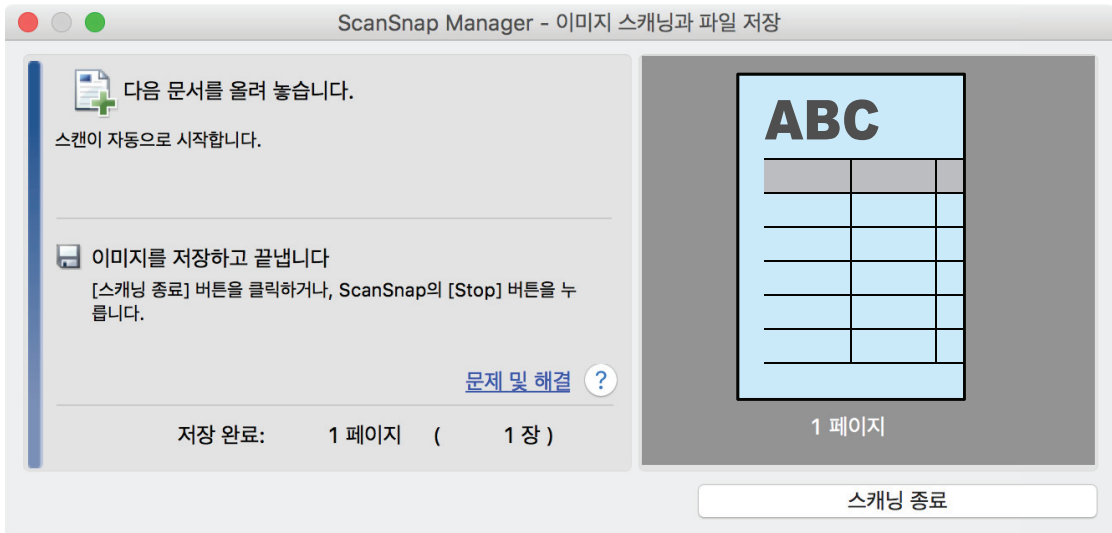 ScanSnap Manager – 이미지 스캐닝과 파일 저장
다음 문서를 올려 놓습니다.
스캔이 자동으로 시작합니다.
이미지를 저장하고 끝냅니다
[스캐닝 종료] 버튼을 클릭하거나, ScanSnap의 [Stop] 버튼을 누
릅니다.
문제 및 해결 ?
저장 완료: 1 페이지 ( 1 장 )
ABC
1 페이지
스캐닝 종료